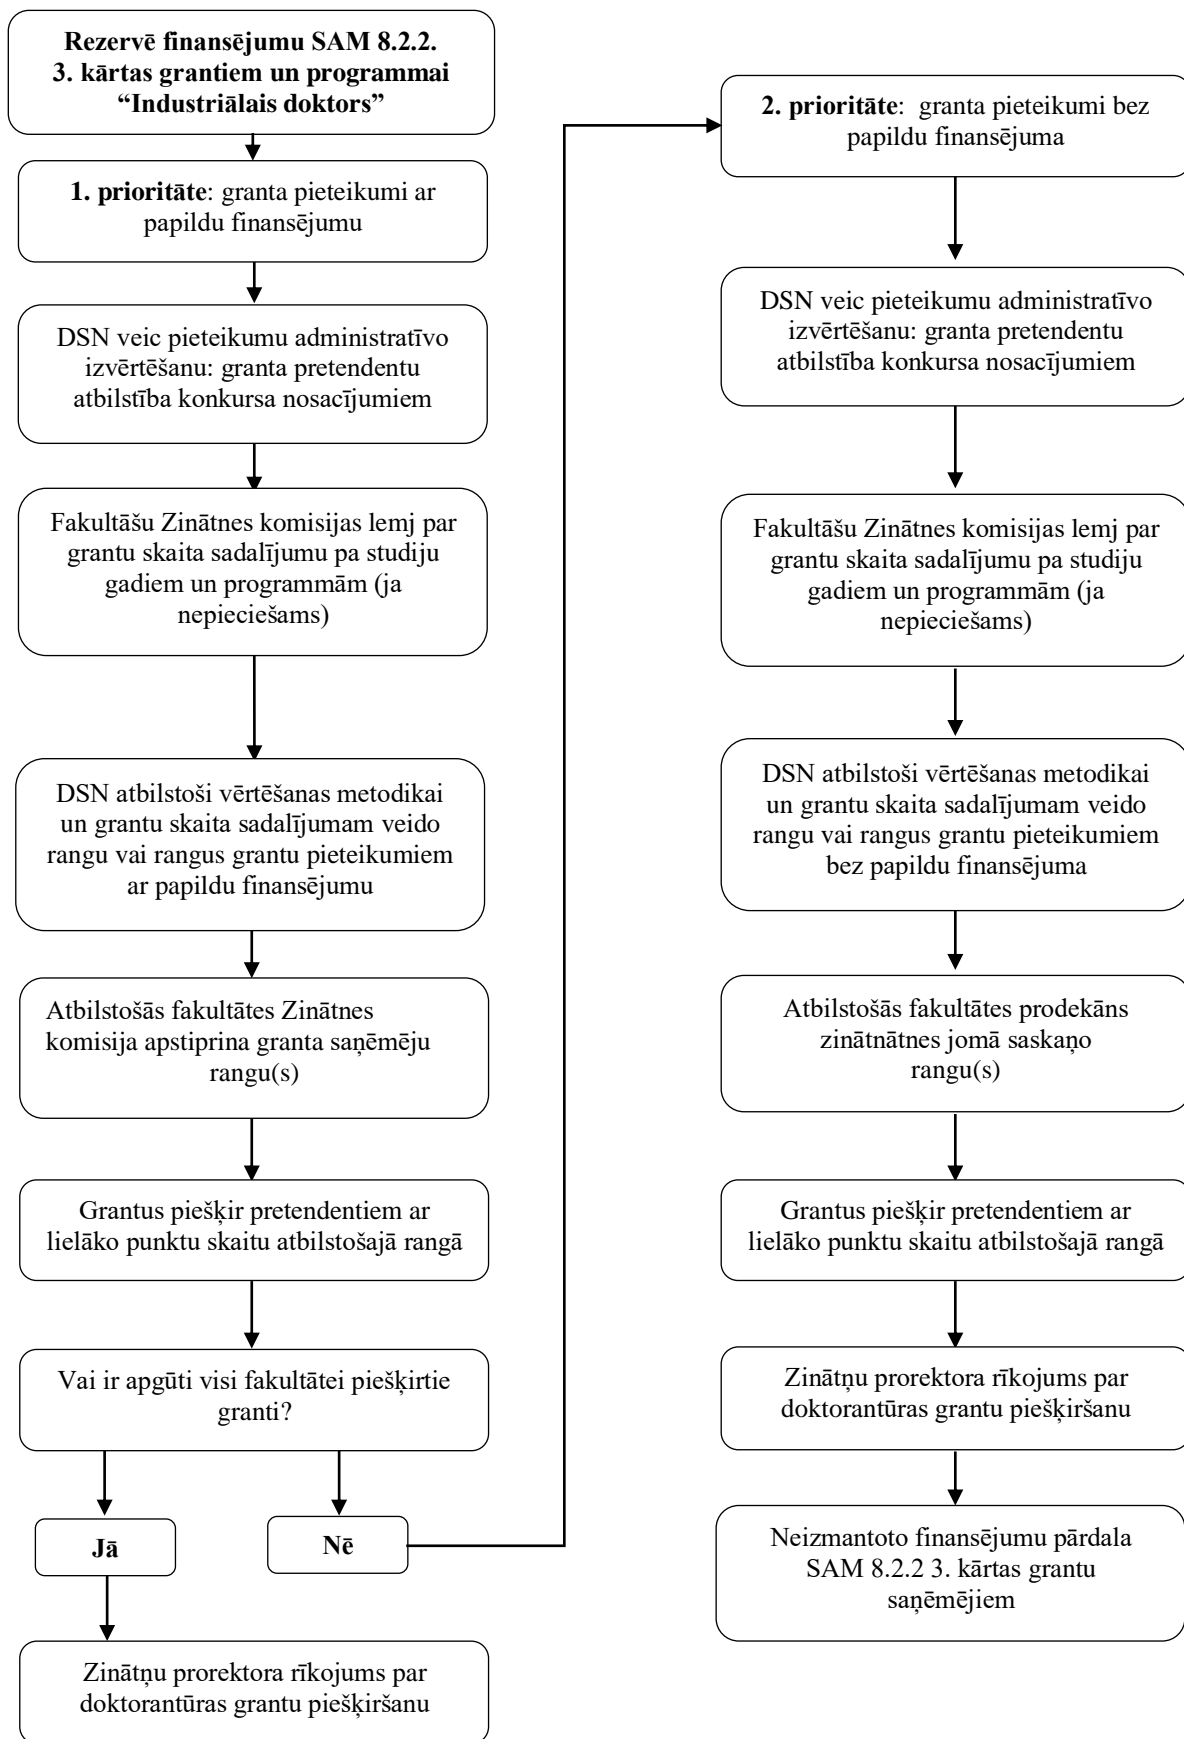 Rezervē finansējumu SAM 8.2.2.
3. kārtas grantiem un programmai
“Industriālais doktors”
1. prioritāte: granta pieteikumi ar
papildu finansējumu
DSN veic pieteikumu administratīvo
izvērtēšanu: granta pretendentu
atbilstība konkursa nosacījumiem
Fakultāšu Zinātnes komisijas lemj par
grantu skaita sadalījumu pa studiju
gadiem un programmām (ja
nepieciešams)
DSN atbilstoši vērtēšanas metodikai
un grantu skaita sadalījumam veido
rangu vai rangus grantu pieteikumiem
ar papildu finansējumu
Atbilstošās fakultātes Zinātnes
komisija apstiprina granta saņēmēju
rangu(s)
Grantus piešķir pretendentiem ar
lielāko punktu skaitu atbilstošajā rangā
Vai ir apgūti visi fakultātei piešķirtie
granti?
Jā
Nē
Zinātņu prorektora rīkojums par
doktorantūras grantu piešķiršanu
2. prioritāte: granta pieteikumi bez
papildu finansējuma
DSN veic pieteikumu administratīvo
izvērtēšanu: granta pretendentu
atbilstība konkursa nosacījumiem
Fakultāšu Zinātnes komisijas lemj par
grantu skaita sadalījumu pa studiju
gadiem un programmām (ja
nepieciešams)
DSN atbilstoši vērtēšanas metodikai
un grantu skaita sadalījumam veido
rangu vai rangus grantu pieteikumiem
bez papildu finansējuma
Atbilstošās fakultātes prodekāns
zinātnātnes jomā saskaņo
rangu(s)
Grantus piešķir pretendentiem ar
lielāko punktu skaitu atbilstošajā rangā
Zinātņu prorektora rīkojums par
doktorantūras grantu piešķiršanu
Neizmantoto finansējumu pārdala
SAM 8.2.2 3. kārtas grantu
saņēmējiem